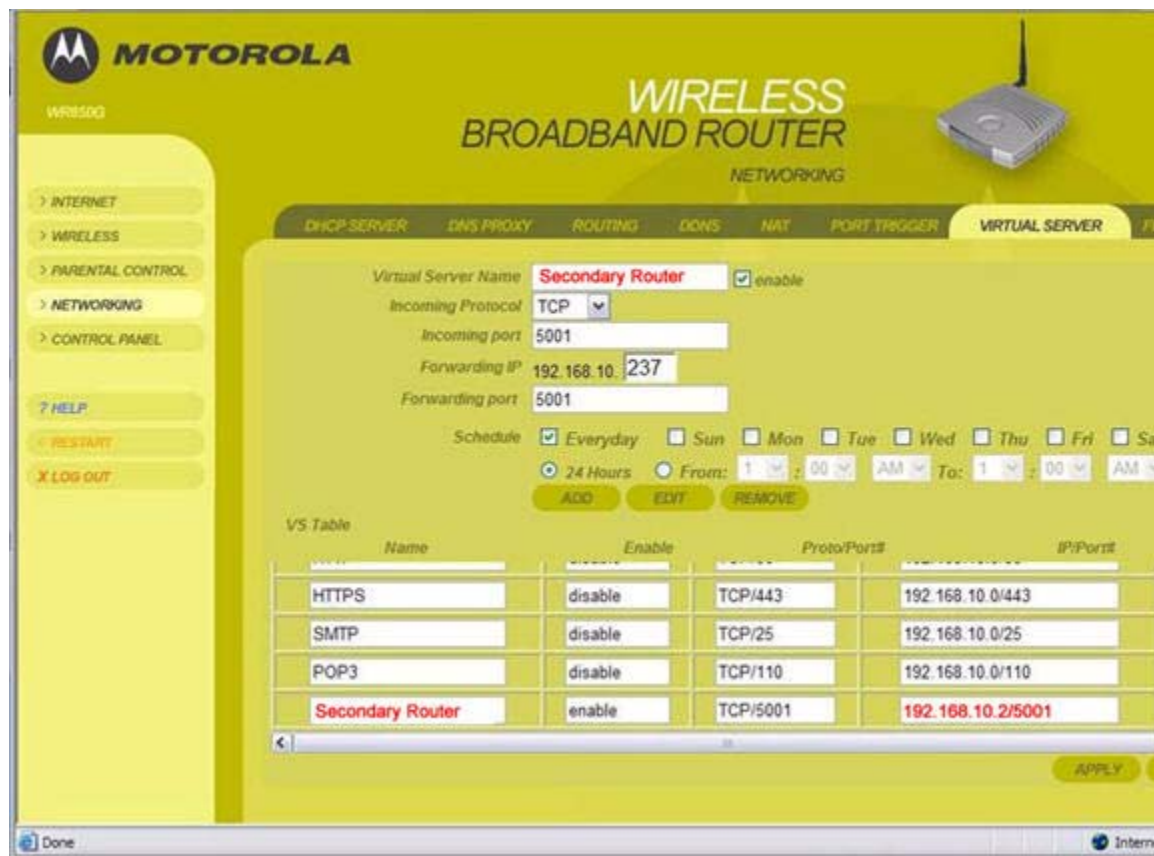 MOTOROLA
WR850G
WIRELESS
BROADBAND ROUTER
NETWORKING
> INTERNET
> WIRELESS
> PARENTAL CONTROL
> NETWORKING
> CONTROL PANEL
? HELP
< RESTART
X LOG OUT
DHCP SERVER DNS PROXY ROUTING DDNS NAT PORT TRIGGER VIRTUAL SERVER
Virtual Server Name Secondary Router enable
Incoming Protocol TCP
Incoming port 5001
Forwarding IP 192.168.10. 237
Forwarding port 5001
Schedule Everyday Sun Mon Tue Wed Thu Fri Sa
24 Hours From: 1 : 00 AM To: 1 : 00 AM
ADD EDIT REMOVE
VS Table
Name Enable Proto/Port# IP/Port#
HTTPS disable TCP/443 192.168.10.0/443
SMTP disable TCP/25 192.168.10.0/25
POP3 disable TCP/110 192.168.10.0/110
Secondary Router enable TCP/5001 192.168.10.2/5001
APPLY
Done Intern